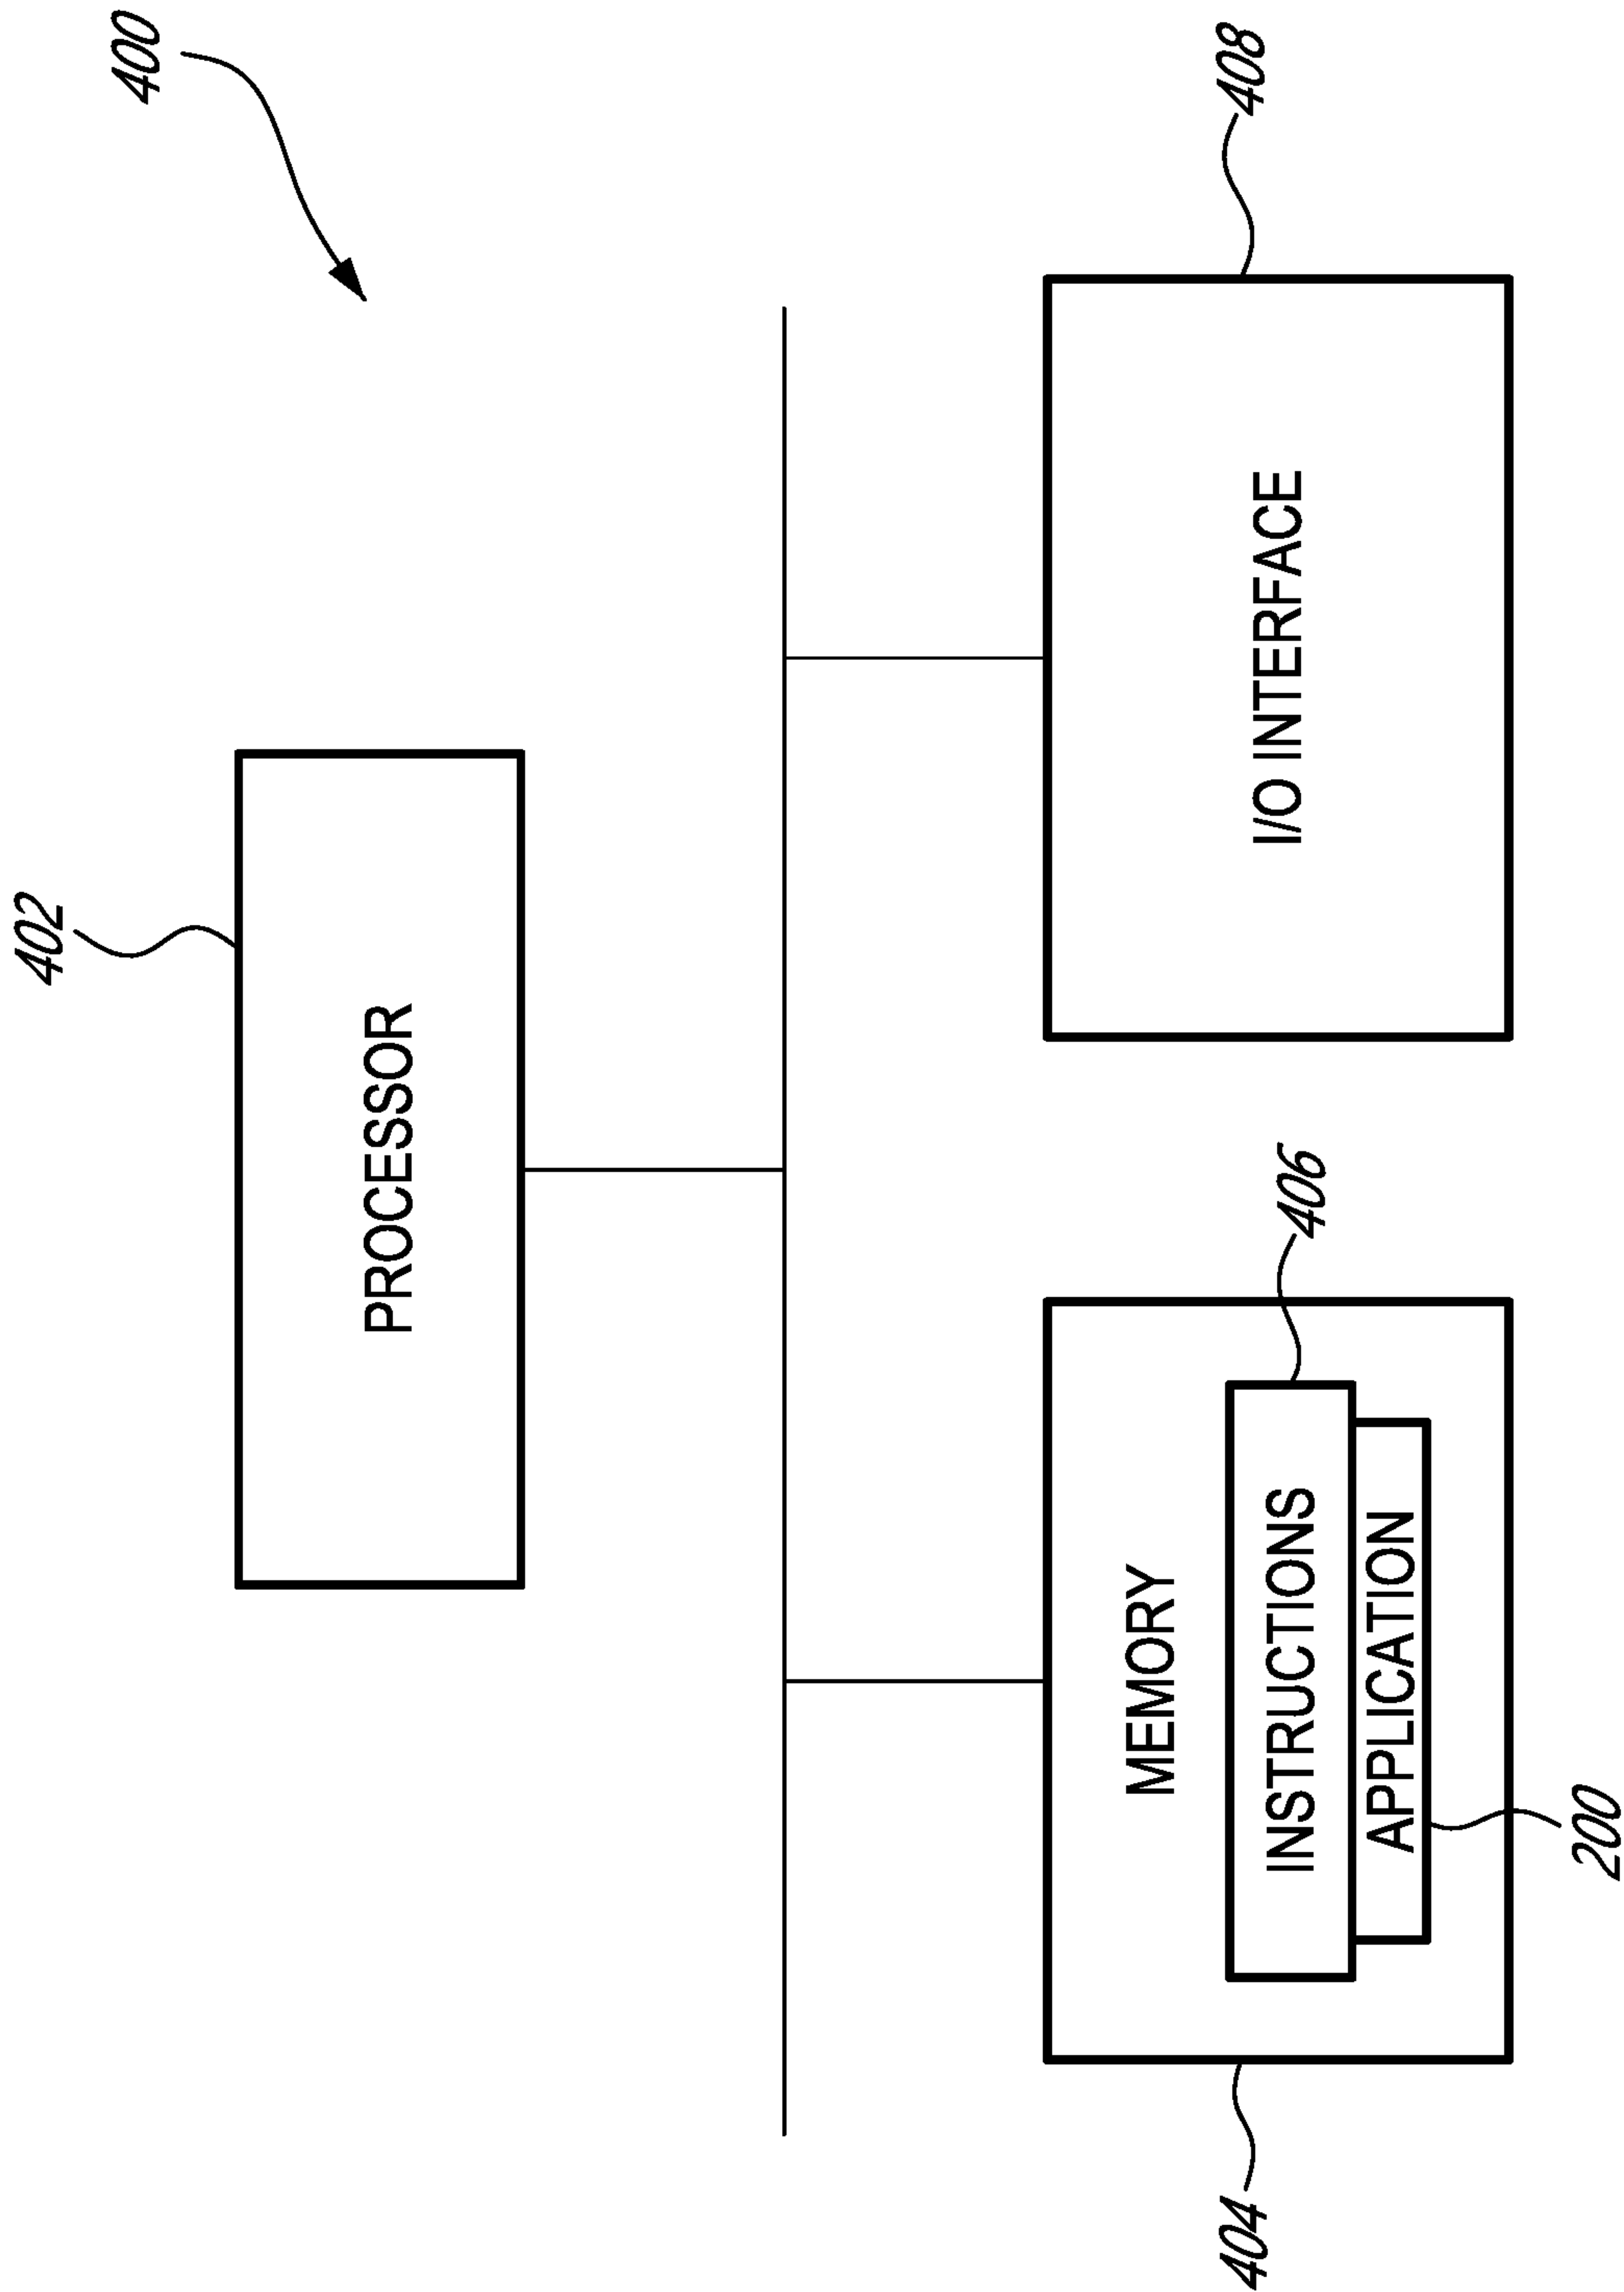 400
402
PROCESSOR
408
I/O INTERFACE
404
MEMORY
406
INSTRUCTIONS
APPLICATION
200